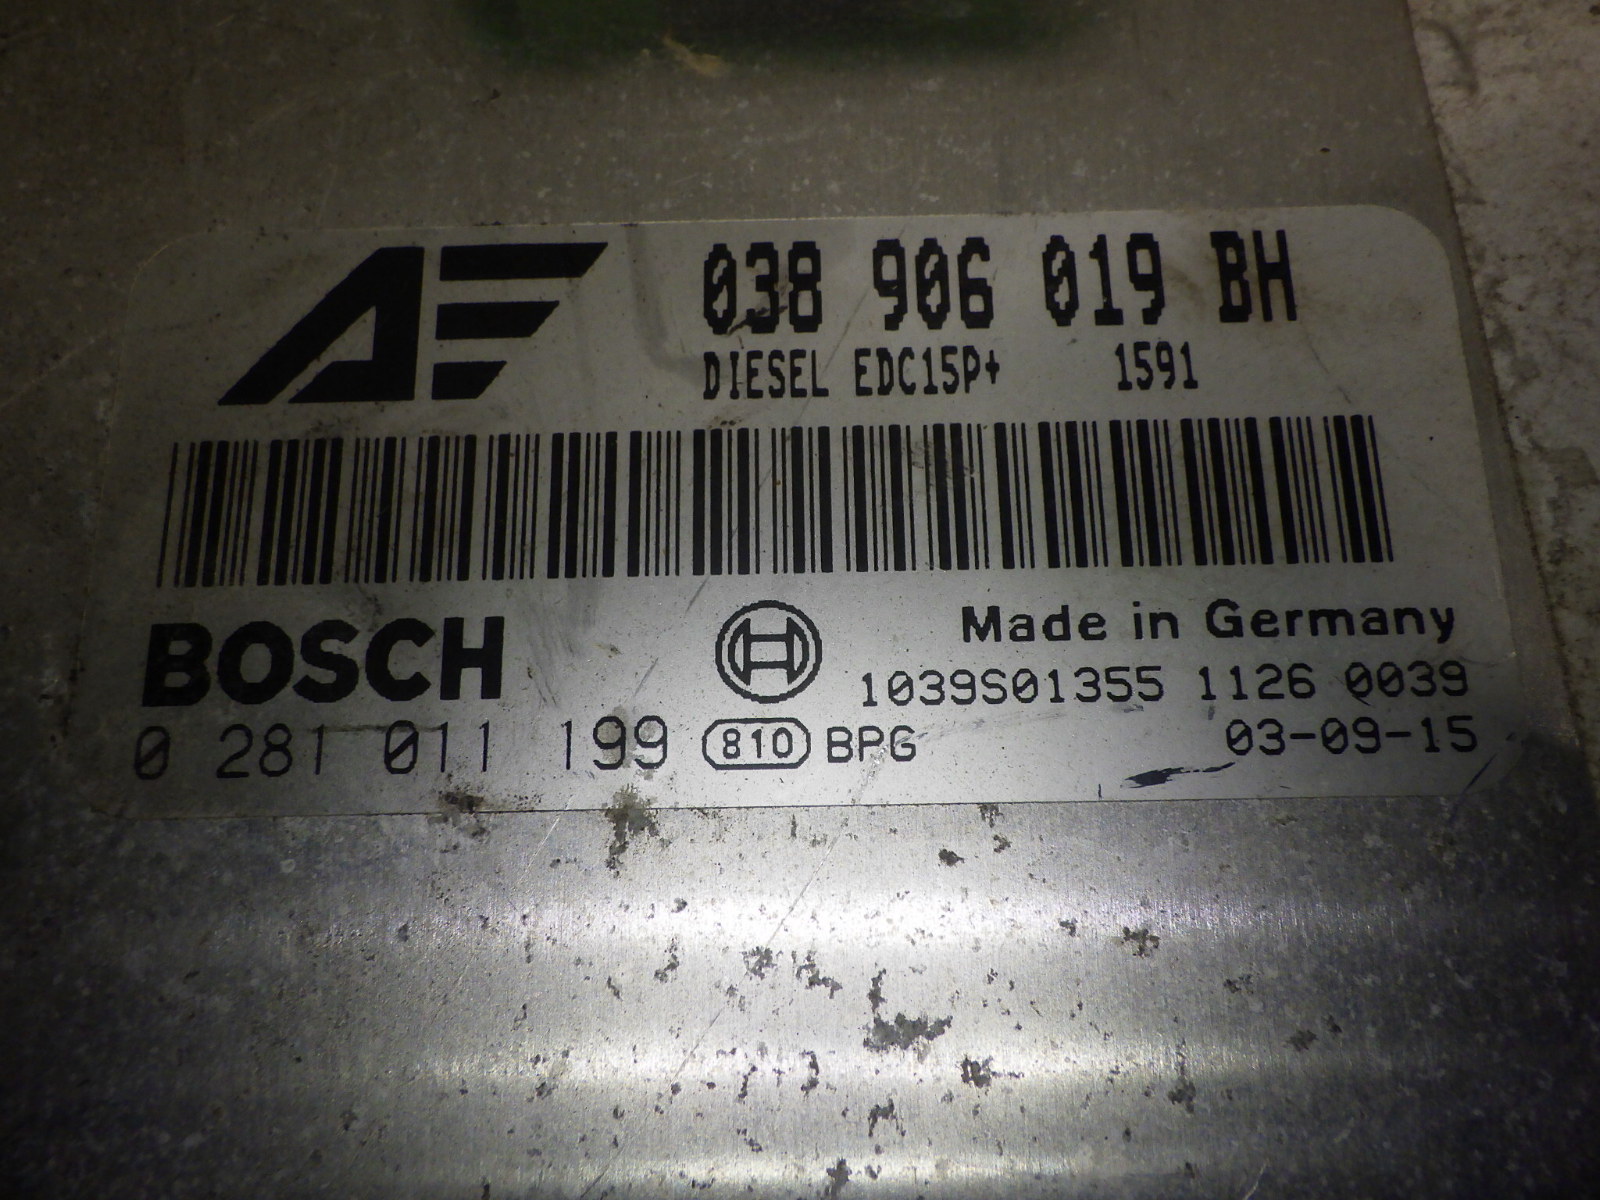 AF 038 906 019 BH
DIESEL EDC15P+ 1591
BOSCH Made in Germany
1039S01355 1126 0039
0 281 011 199 810 BPG 03-09-15